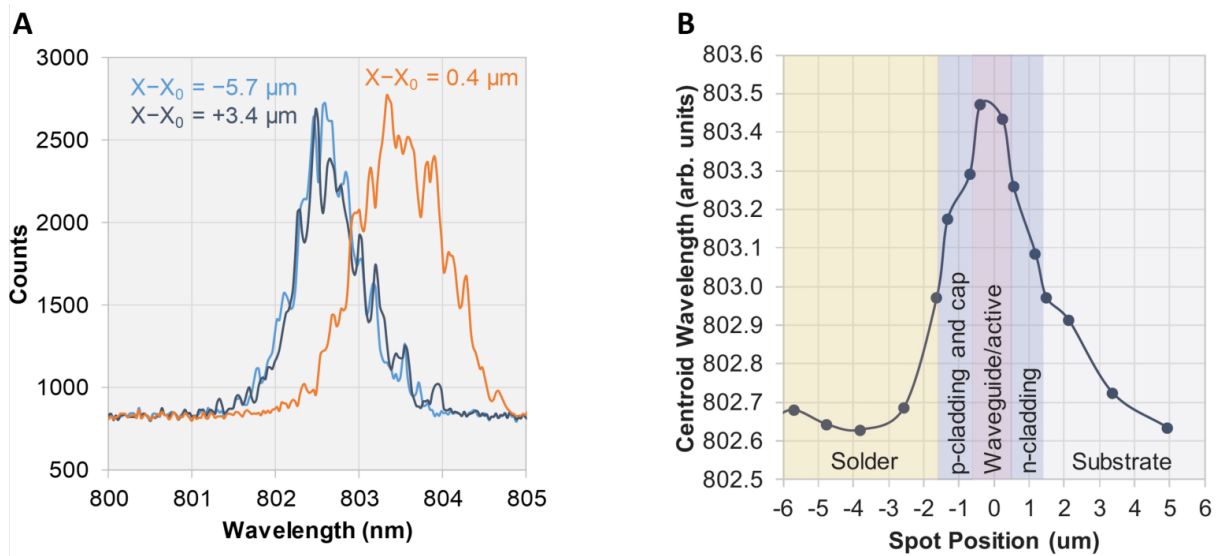 A
X−X₀ = −5.7 µm
X−X₀ = +3.4 µm
X−X₀ = 0.4 µm
Counts
3000
2500
2000
1500
1000
500
800 801 802 803 804 805
Wavelength (nm)
B
Centroid Wavelength (arb. units)
803.6
803.5
803.4
803.3
803.2
803.1
803.0
802.9
802.8
802.7
802.6
802.5
Solder
p-cladding and cap
Waveguide/active
n-cladding
Substrate
-6 -5 -4 -3 -2 -1 0 1 2 3 4 5 6
Spot Position (um)